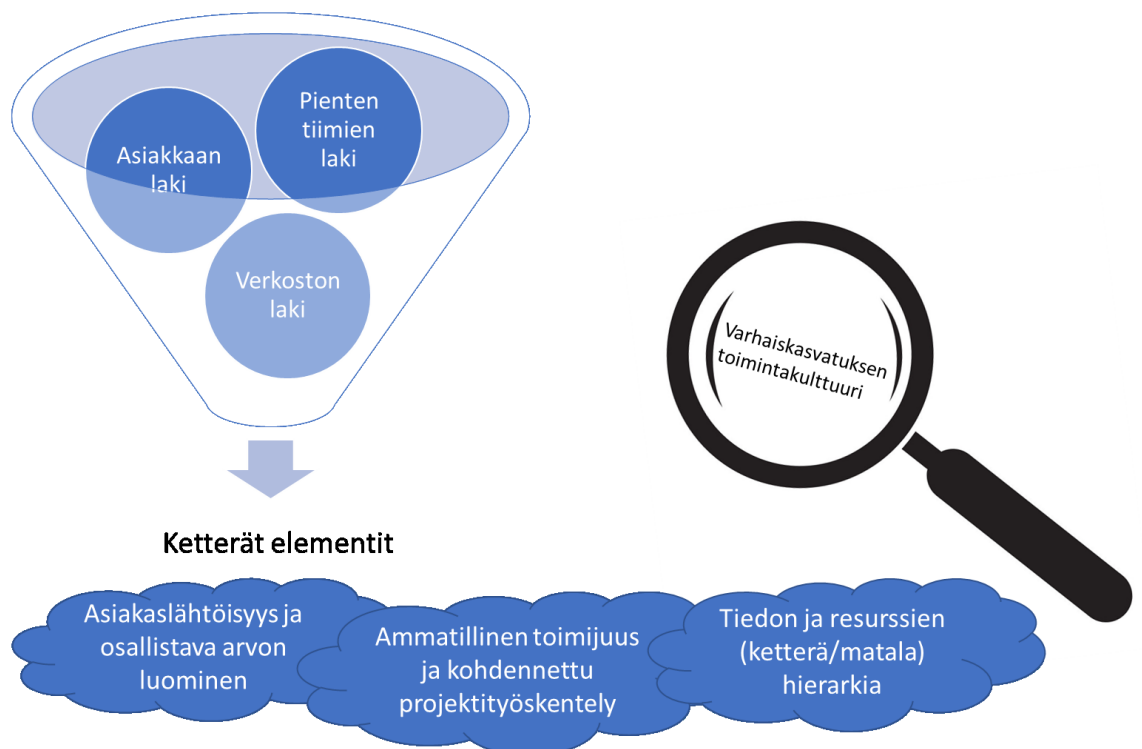 Pienten
tiimien
laki
Asiakkaan
laki
Verkoston
laki
Varhaiskasvatuksen
toimintakulttuuri
Ketterät elementit
Asiakaslähtöisyys ja
osallistava arvon
luominen
Ammatillinen toimijuus
ja kohdennettu
projektityöskentely
Tiedon ja resurssien
(ketterä/matala)
hierarkia